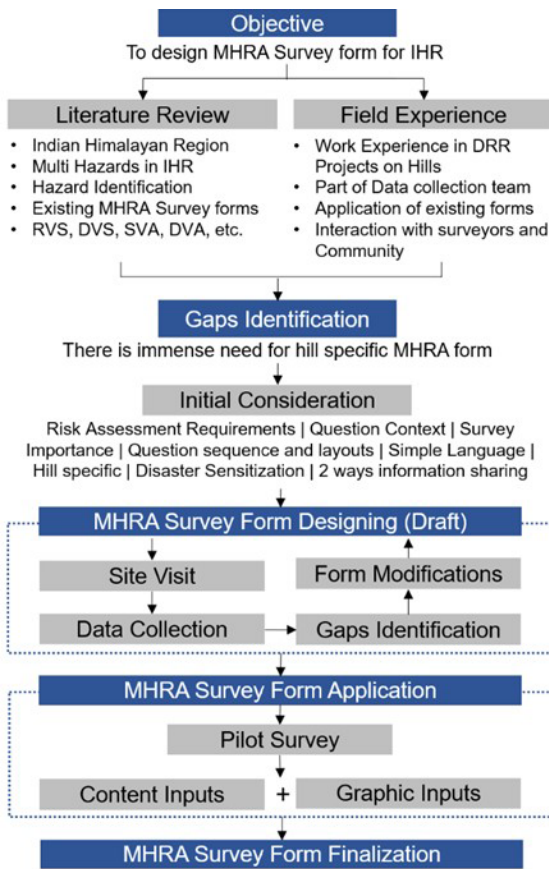 Objective
To design MHRA Survey form for IHR
Literature Review
• Indian Himalayan Region
• Multi Hazards in IHR
• Hazard Identification
• Existing MHRA Survey forms
• RVS, DVS, SVA, DVA, etc.
Field Experience
• Work Experience in DRR
Projects on Hills
• Part of Data collection team
• Application of existing forms
• Interaction with surveyors and
Community
Gaps Identification
There is immense need for hill specific MHRA form
Initial Consideration
Risk Assessment Requirements | Question Context | Survey
Importance | Question sequence and layouts | Simple Language |
Hill specific | Disaster Sensitization | 2 ways information sharing
MHRA Survey Form Designing (Draft)
Site Visit
Form Modifications
Data Collection
Gaps Identification
MHRA Survey Form Application
Pilot Survey
Content Inputs
+
Graphic Inputs
MHRA Survey Form Finalization